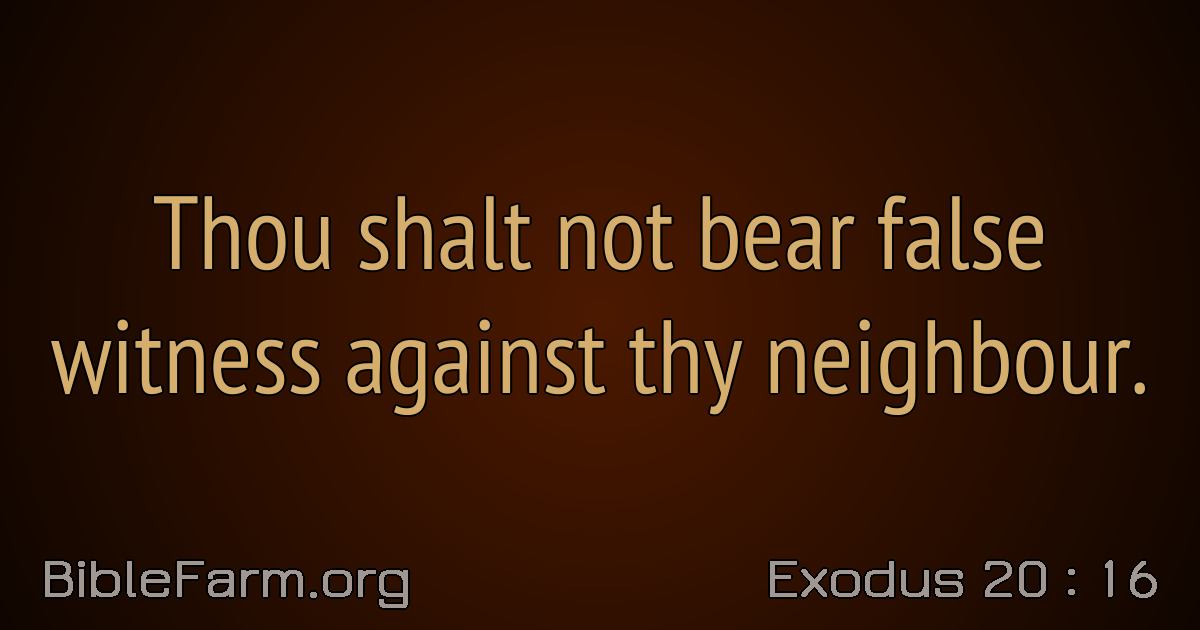 Thou shalt not bear false
witness against thy neighbour.
BibleFarm.org
Exodus 20 : 16